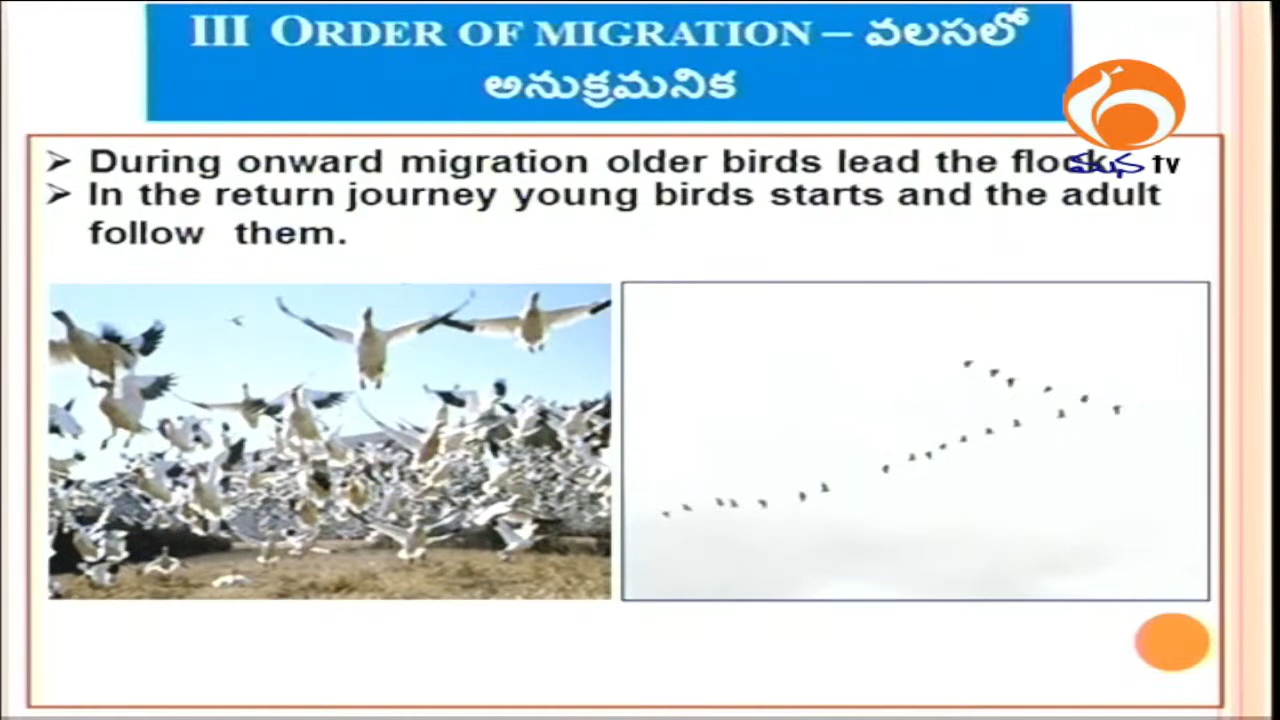 III ORDER OF MIGRATION – వలసలో
అనుక్రమనిక
➤ During onward migration older birds lead the flock.
➤ In the return journey young birds starts and the adult
follow them.
మన tv